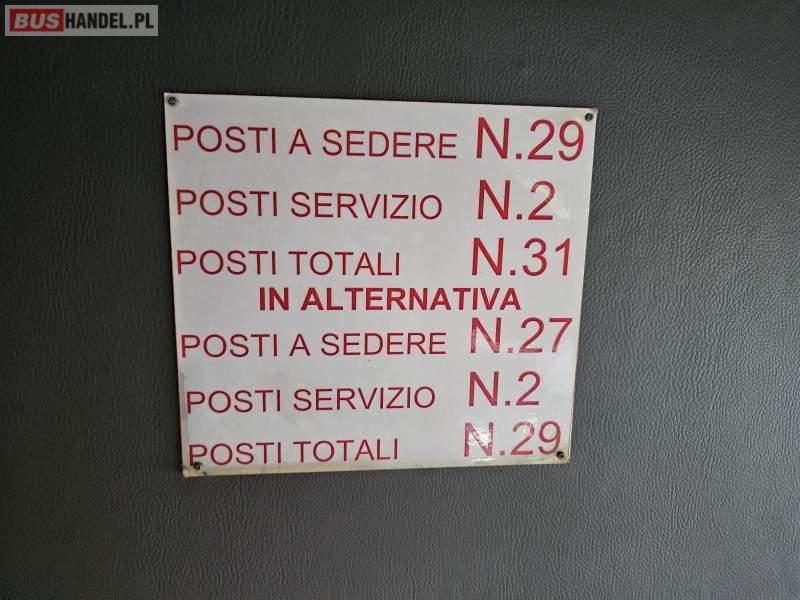 BUSHANDEL.PL
POSTI A SEDERE N.29
POSTI SERVIZIO N.2
POSTI TOTALI N.31
IN ALTERNATIVA
POSTI A SEDERE N.27
POSTI SERVIZIO N.2
POSTI TOTALI N.29